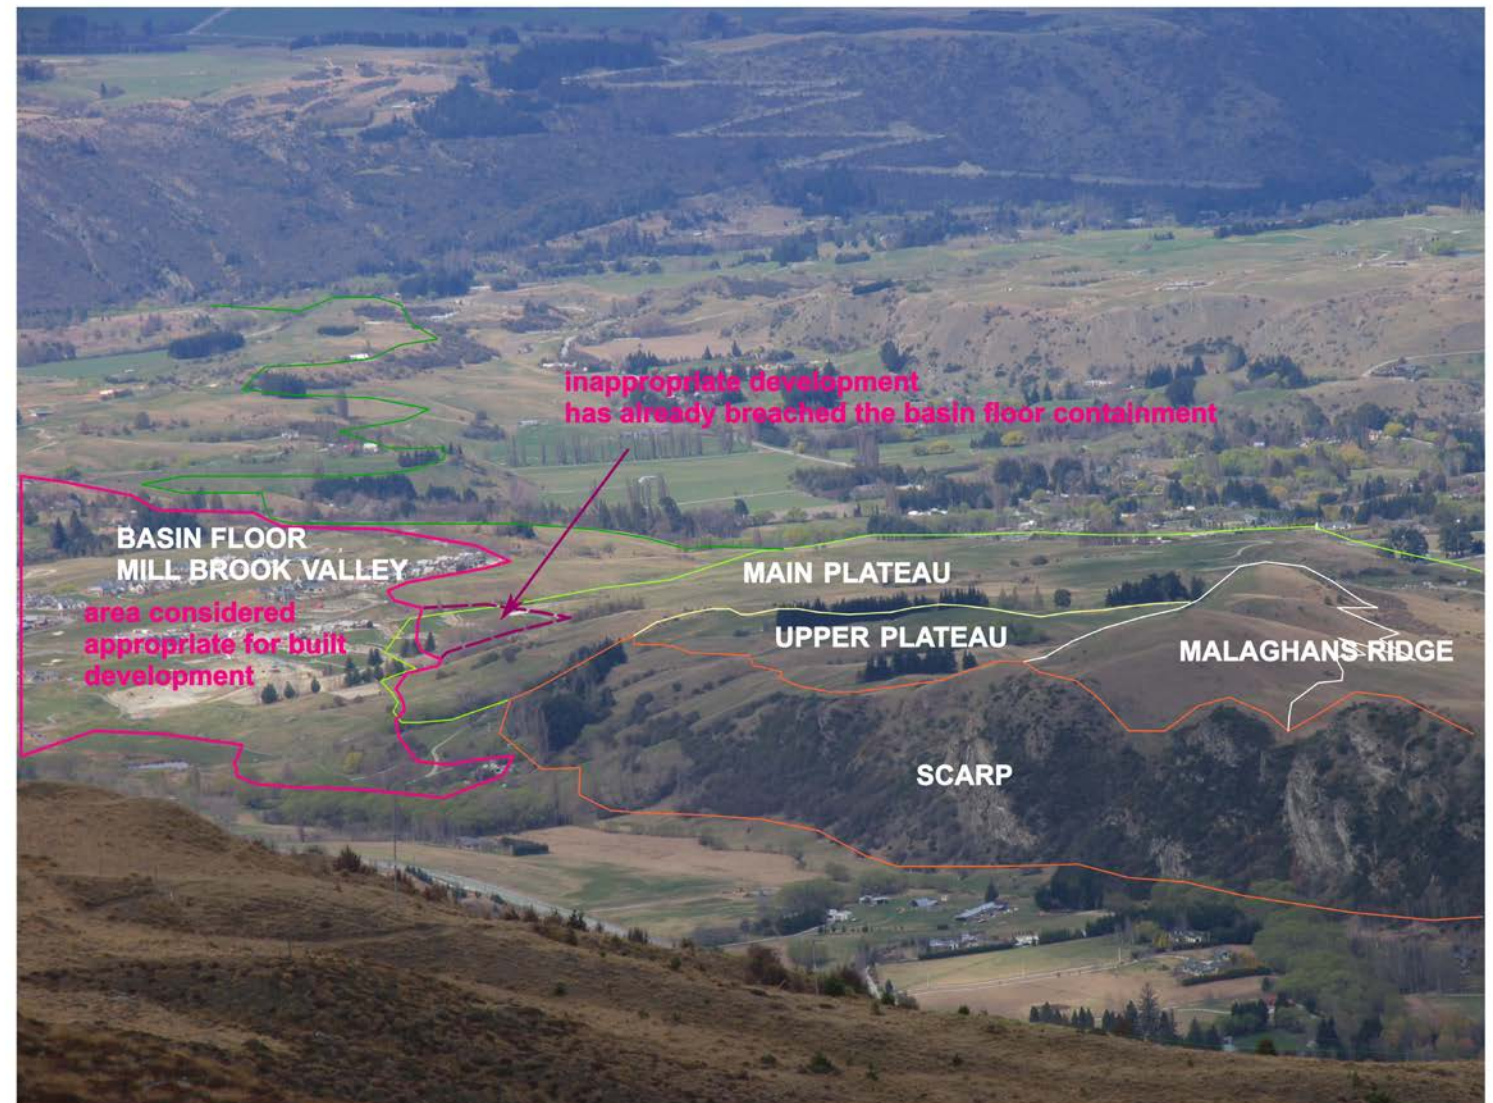 inappropriate development
has already breached the basin floor containment
BASIN FLOOR
MILL BROOK VALLEY
area considered
appropriate for built
development
MAIN PLATEAU
UPPER PLATEAU
MALAGHANS RIDGE
SCARP